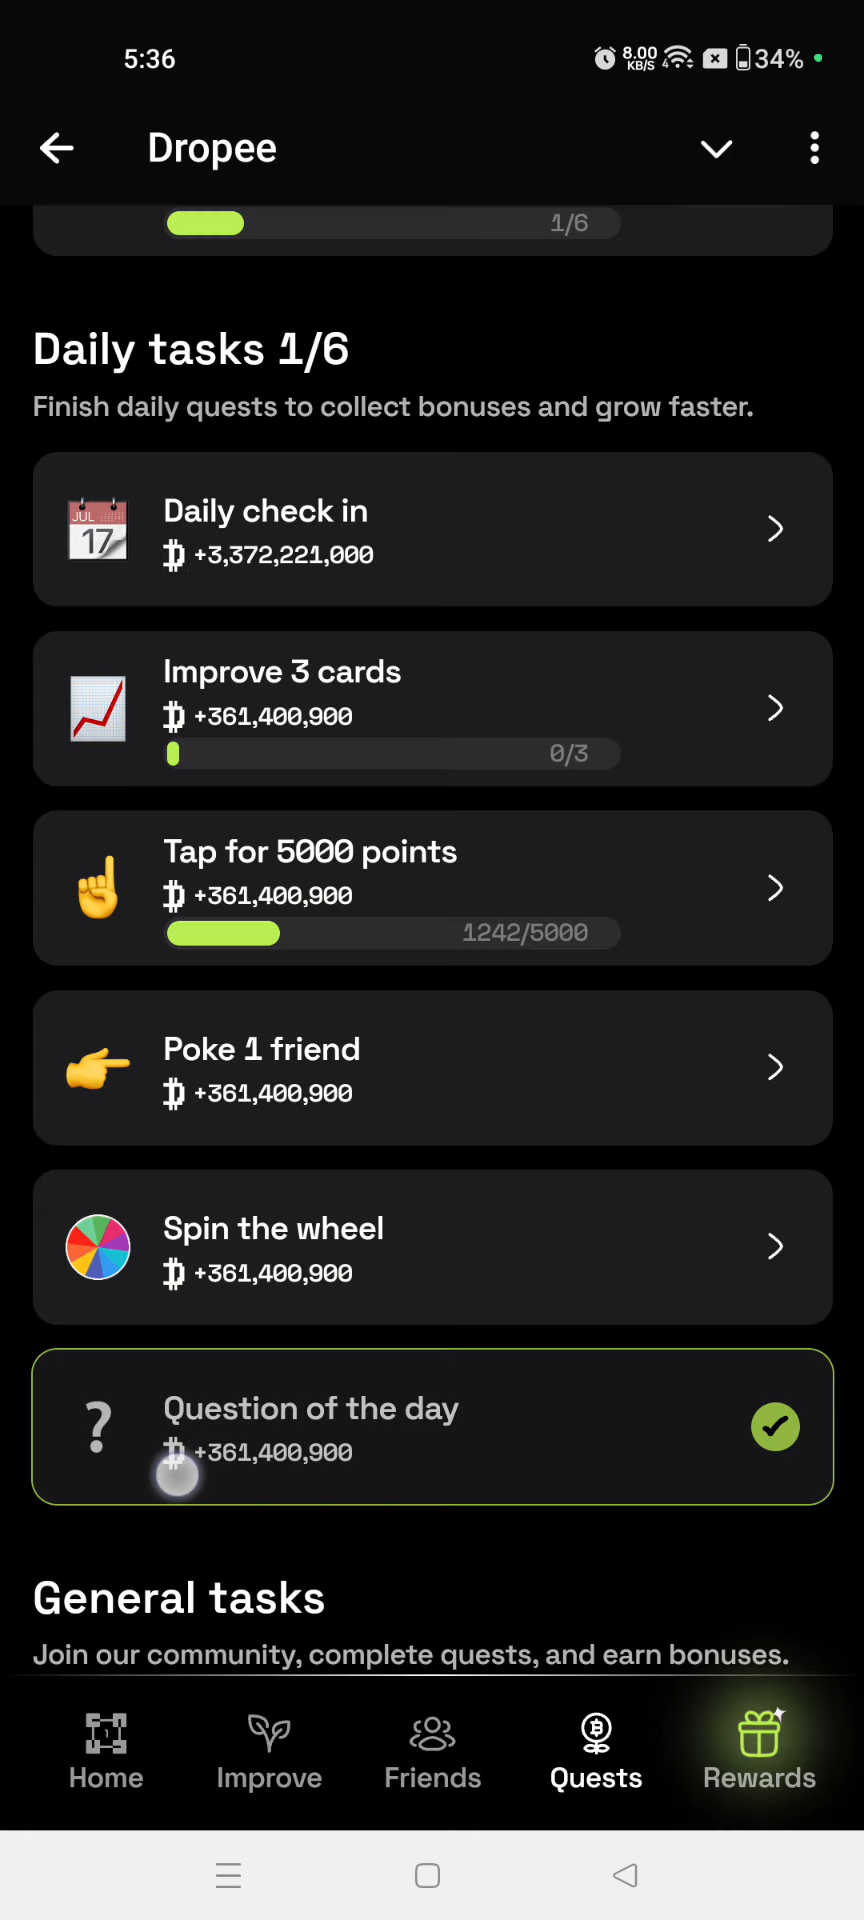 5:36
8.00
KB/S
4
34%
Dropee
1/6
Daily tasks 1/6
Finish daily quests to collect bonuses and grow faster.
JUL
17
Daily check in
+3,372,221,000
Improve 3 cards
+361,400,900
0/3
Tap for 5000 points
+361,400,900
1242/5000
Poke 1 friend
+361,400,900
Spin the wheel
+361,400,900
?
Question of the day
+361,400,900
General tasks
Join our community, complete quests, and earn bonuses.
Home
Improve
Friends
Quests
Rewards